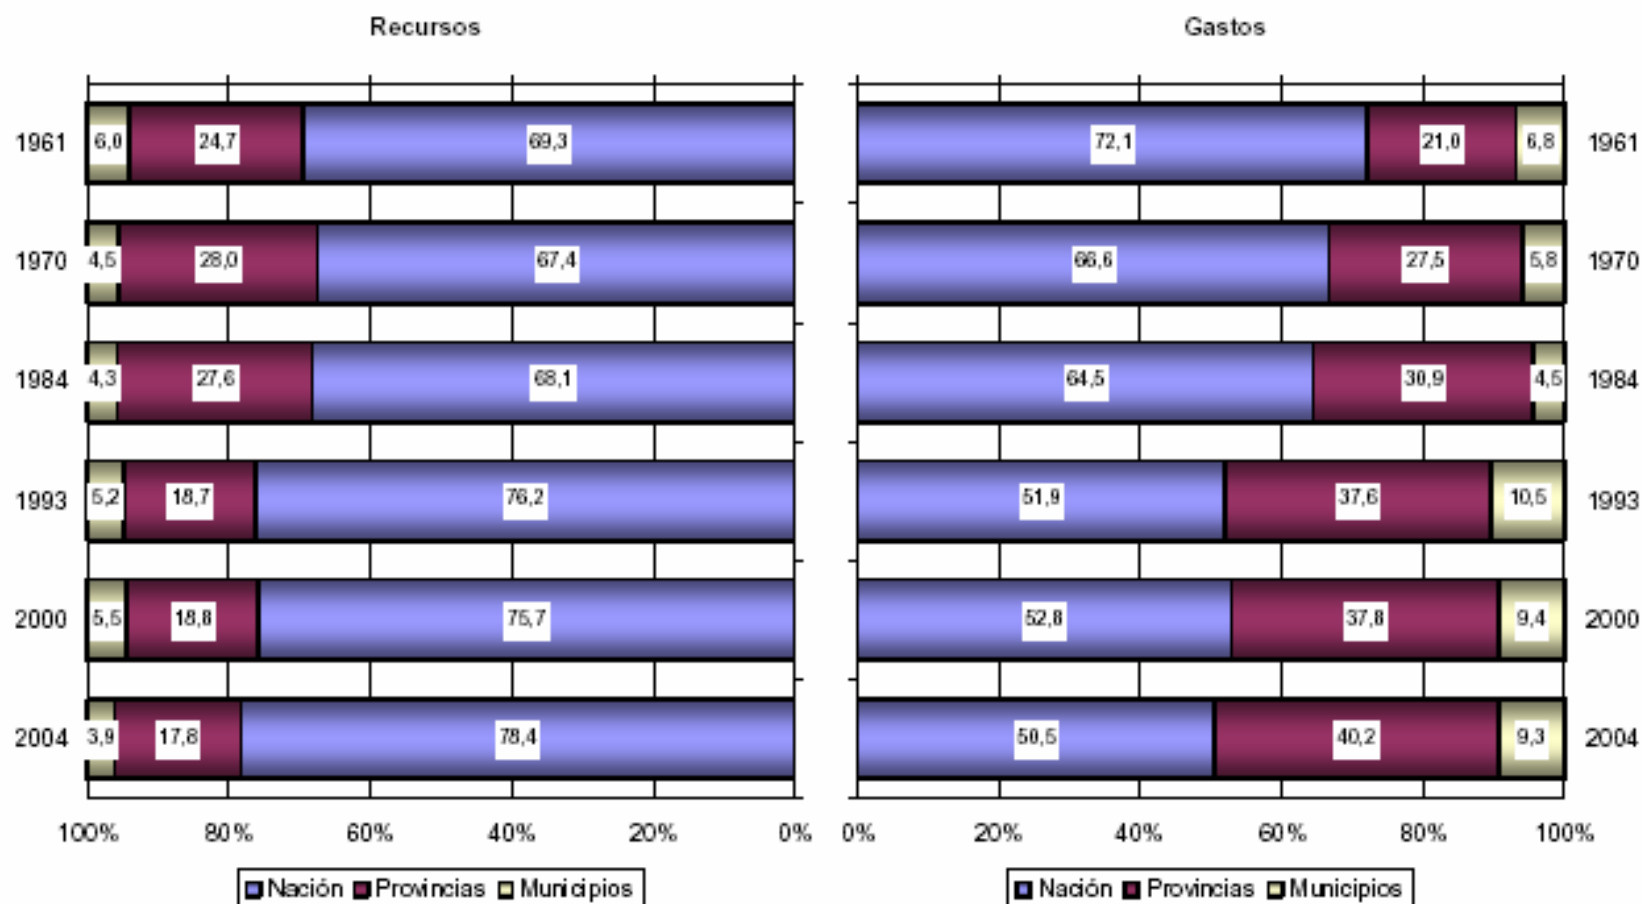 Recursos
Gastos
1961 6,0 24,7 69,3 72,1 21,0 6,8 1961
1970 4,5 28,0 67,4 66,6 27,5 5,8 1970
1984 4,3 27,6 68,1 64,5 30,9 4,5 1984
1993 5,2 18,7 76,2 51,9 37,6 10,5 1993
2000 5,5 18,8 75,7 52,8 37,8 9,4 2000
2004 3,9 17,8 78,4 50,5 40,2 9,3 2004
100% 80% 60% 40% 20% 0% 0% 20% 40% 60% 80% 100%
Nación Provincias Municipios
Nación Provincias Municipios